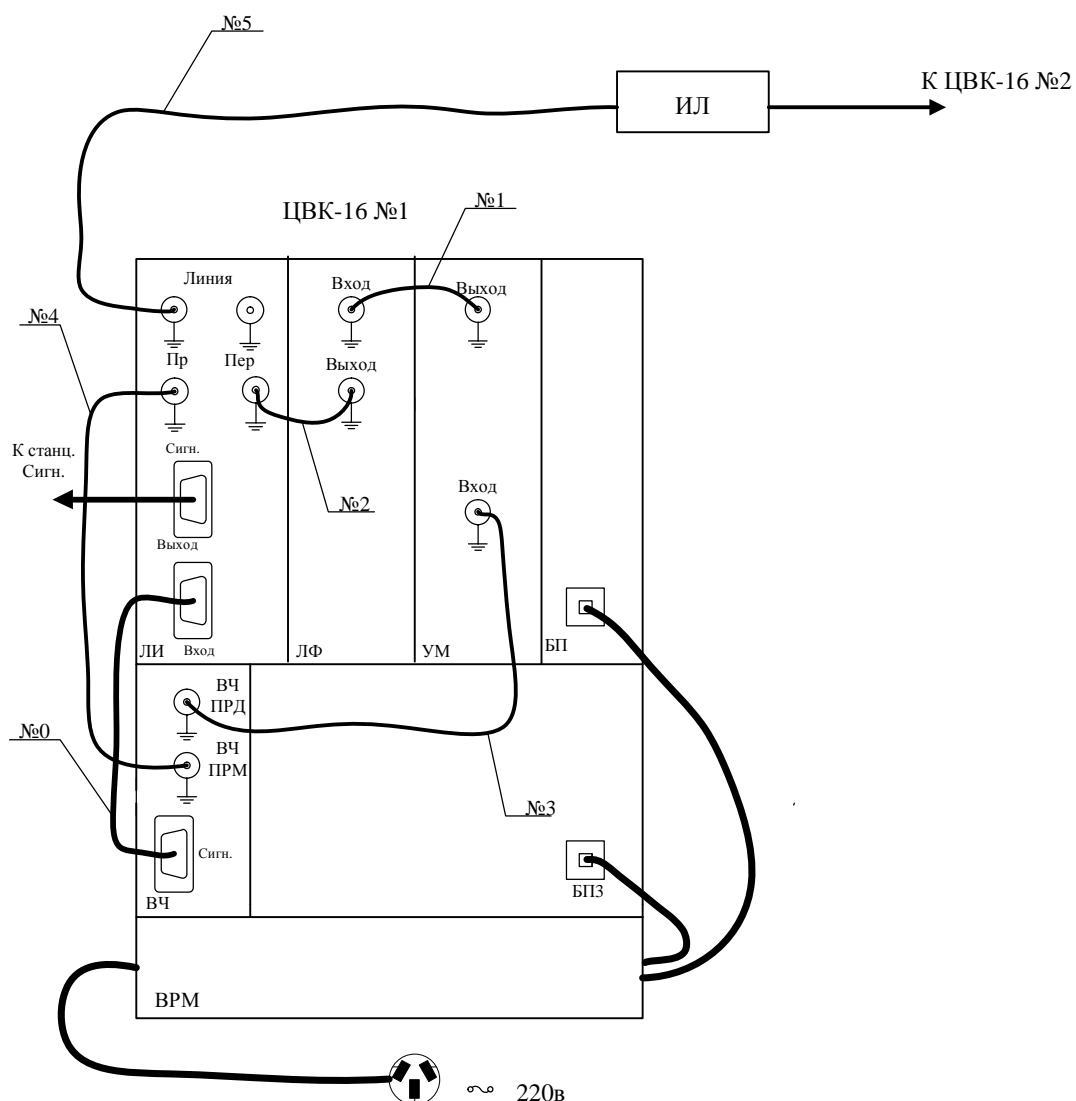 №5
К ЦВК-16 №2
ИЛ
ЦВК-16 №1
№1
Линия
Вход
Выход
№4
Пр
Пер
Выход
К станц.
Сигн.
Сигн.
№2
Вход
Выход
ЛИ
Вход
ЛФ
УМ
БП
ВЧ
ПРД
№0
ВЧ
ПРМ
№3
Сигн.
ВЧ
БП3
ВРМ
220в